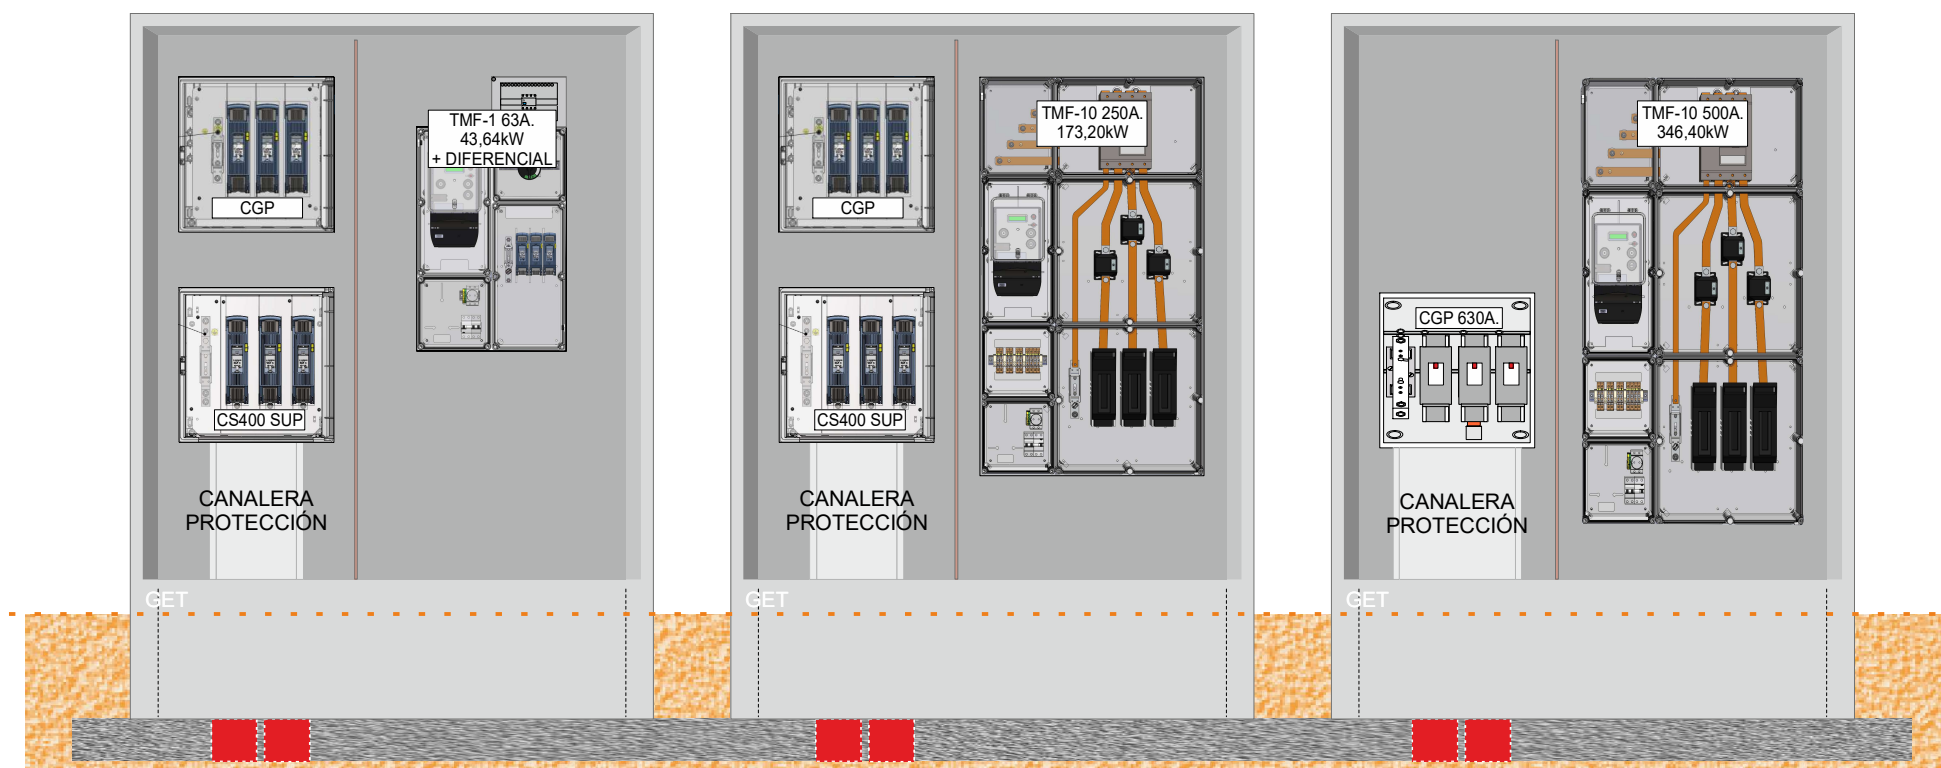 TMF-1 63A.
43,64kW
+ DIFERENCIAL
CGP
CS400 SUP
CANALERA
PROTECCIÓN
GET
TMF-10 250A.
173,20kW
CGP
CS400 SUP
CANALERA
PROTECCIÓN
GET
TMF-10 500A.
346,40kW
CGP 630A.
CANALERA
PROTECCIÓN
GET